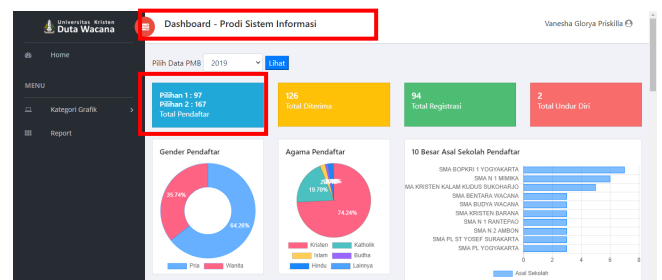 Universitas Kristen
Duta Wacana
Dashboard - Prodi Sistem Informasi
Vanesha Glorya Priskilla
Home
MENU
Kategori Grafik
Report
Pilih Data PMB
2019
Lihat
Pilihan 1 : 97
Pilihan 2 : 167
Total Pendaftar
126
Total Diterima
94
Total Registrasi
2
Total Undur Diri
Gender Pendaftar
35.74%
64.26%
Pria
Wanita
Agama Pendaftar
19.70%
74.24%
Kristen
Katholik
Islam
Budha
Hindu
Lainnya
10 Besar Asal Sekolah Pendaftar
SMA BOPKRI 1 YOGYAKARTA
SMA N 1 MIMIKA
MA KRISTEN KALAM KUDUS SUKOHARJO
SMA BENTARA WACANA
SMA BUDYA WACANA
SMA KRISTEN BARANA
SMA N 1 RANTEPAO
SMA N 2 AMBON
SMA PL ST YOSEF SURAKARTA
SMA PL YOGYAKARTA
0 2 4 6 8
Asal Sekolah